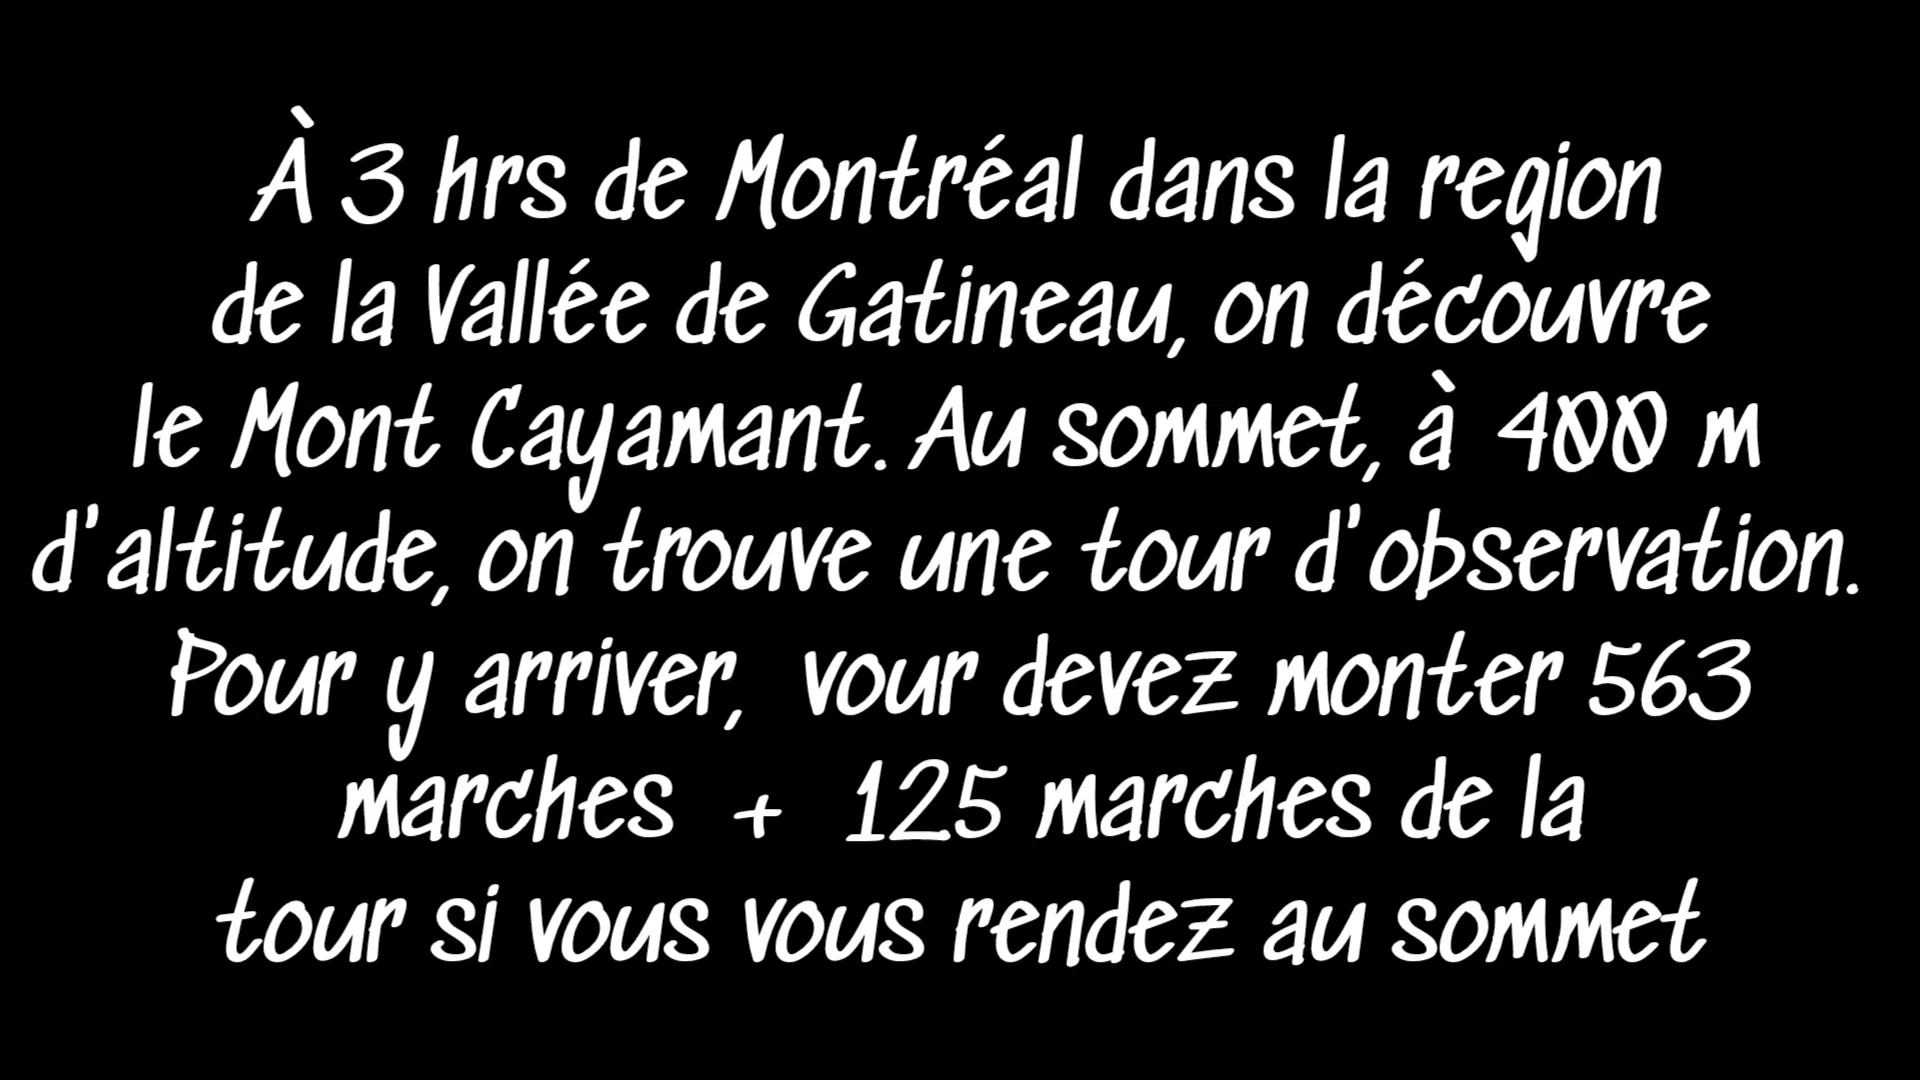 À 3 hrs de Montréal dans la region
de la Vallée de Gatineau, on découvre
le Mont Cayamant. Au sommet, à 400 m
d'altitude, on trouve une tour d'observation.
Pour y arriver, vour devez monter 563
marches + 125 marches de la
tour si vous vous rendez au sommet